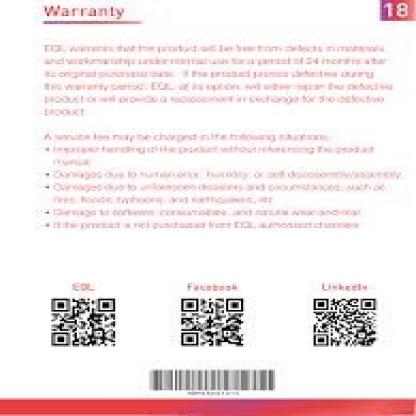 Warranty
18
EQL warrants that the product will be free from defects in materials
and workmanship under normal use for a period of 24 months after
its original purchase date. If the product proves defective during
this warranty period, EQL, at its option, will either repair the defective
product or will provide a replacement in exchange for the defective
product.
A service fee may be charged in the following situations:
• Improper handling of the product without referencing the product
manual
• Damages due to human error, humidity, or self disassembly/assembly
• Damages due to unforeseen disasters and circumstances, such as
fires, floods, typhoons, and earthquakes, etc
• Damage to software, consumables, and natural wear-and-tear
• If the product is not purchased from EQL authorized channels
EQL
Facebook
LinkedIn